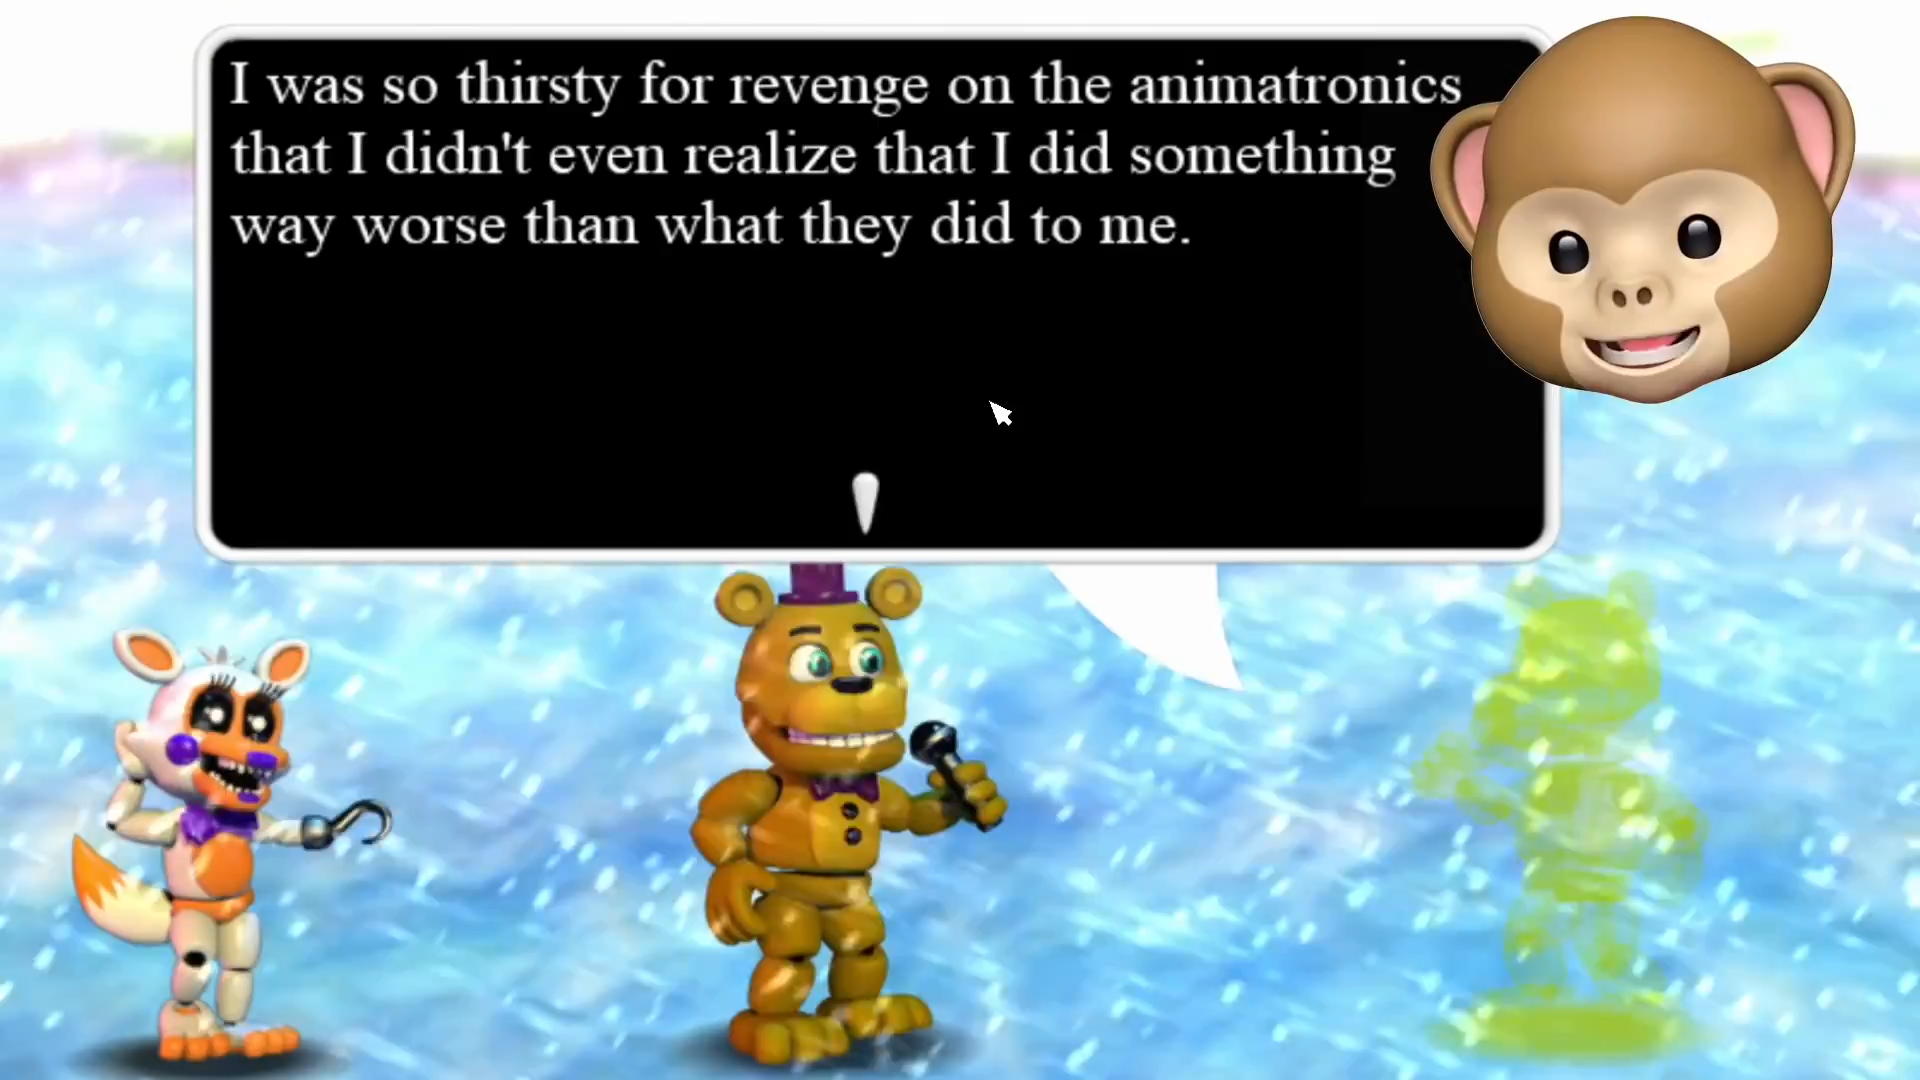 I was so thirsty for revenge on the animatronics
that I didn't even realize that I did something
way worse than what they did to me.